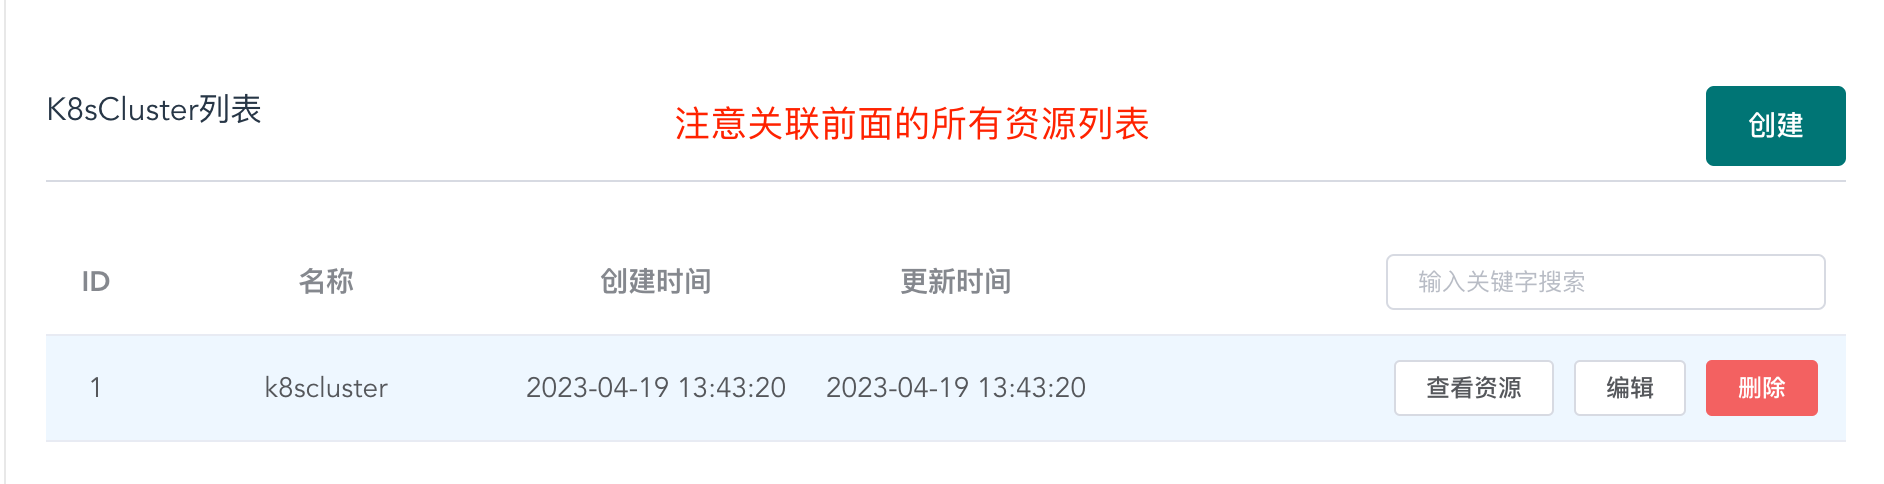 K8sCluster列表
注意关联前面的所有资源列表
创建
ID 名称 创建时间 更新时间 输入关键字搜索
1 k8scluster 2023-04-19 13:43:20 2023-04-19 13:43:20 查看资源 编辑 删除